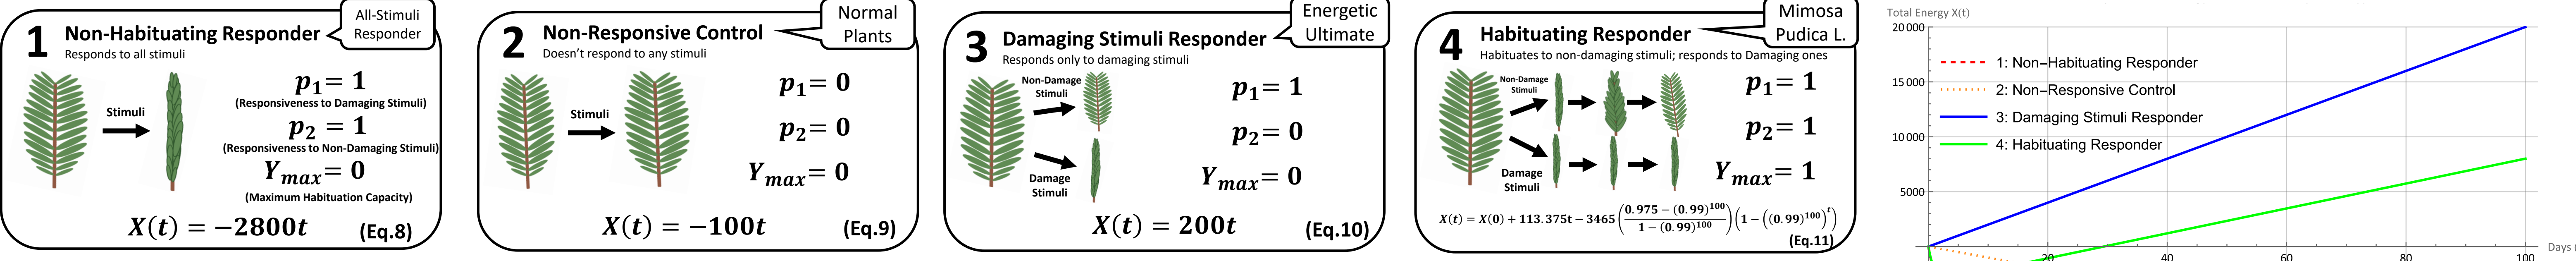 1 Non-Habituating Responder
All-Stimuli
Responder
Responds to all stimuli
Stimuli
p₁= 1
(Responsiveness to Damaging Stimuli)
p₂ = 1
(Responsiveness to Non-Damaging Stimuli)
Yₘₐₓ= 0
(Maximum Habituation Capacity)
X(t) = −2800t (Eq.8)
2 Non-Responsive Control
Normal
Plants
Doesn't respond to any stimuli
Stimuli
p₁= 0
p₂= 0
Yₘₐₓ= 0
X(t) = −100t (Eq.9)
3 Damaging Stimuli Responder
Energetic
Ultimate
Responds only to damaging stimuli
Non-Damage
Stimuli
Damage
Stimuli
p₁= 1
p₂= 0
Yₘₐₓ= 0
X(t) = 200t (Eq.10)
4 Habituating Responder
Mimosa
Pudica L.
Habituates to non-damaging stimuli; responds to Damaging ones
Non-Damage
Stimuli
Damage
Stimuli
p₁= 1
p₂= 1
Yₘₐₓ= 1
X(t) = X(0) + 113.375t − 3465 ((0.975 − (0.99)¹⁰⁰)/(1 − (0.99)¹⁰⁰)) (1 − ((0.99)¹⁰⁰)ᵗ)
(Eq.11)
Total Energy X(t)
20000
15000
10000
5000
1: Non−Habituating Responder
2: Non−Responsive Control
3: Damaging Stimuli Responder
4: Habituating Responder
20 40 60 80 100
Days